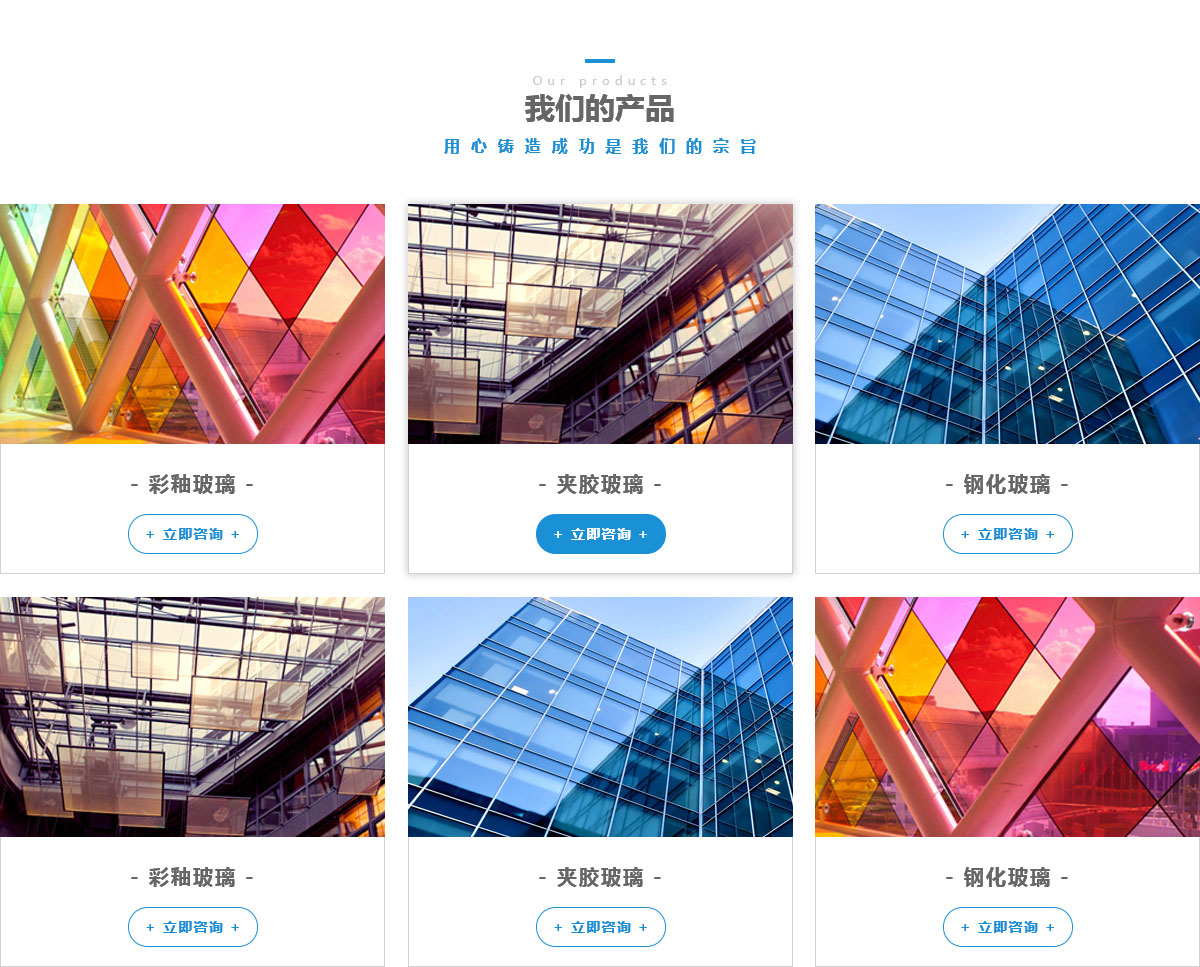 Our products
我们的产品
用心铸造成功是我们的宗旨
- 彩釉玻璃 -
+ 立即咨询 +
- 夹胶玻璃 -
+ 立即咨询 +
- 钢化玻璃 -
+ 立即咨询 +
- 彩釉玻璃 -
+ 立即咨询 +
- 夹胶玻璃 -
+ 立即咨询 +
- 钢化玻璃 -
+ 立即咨询 +